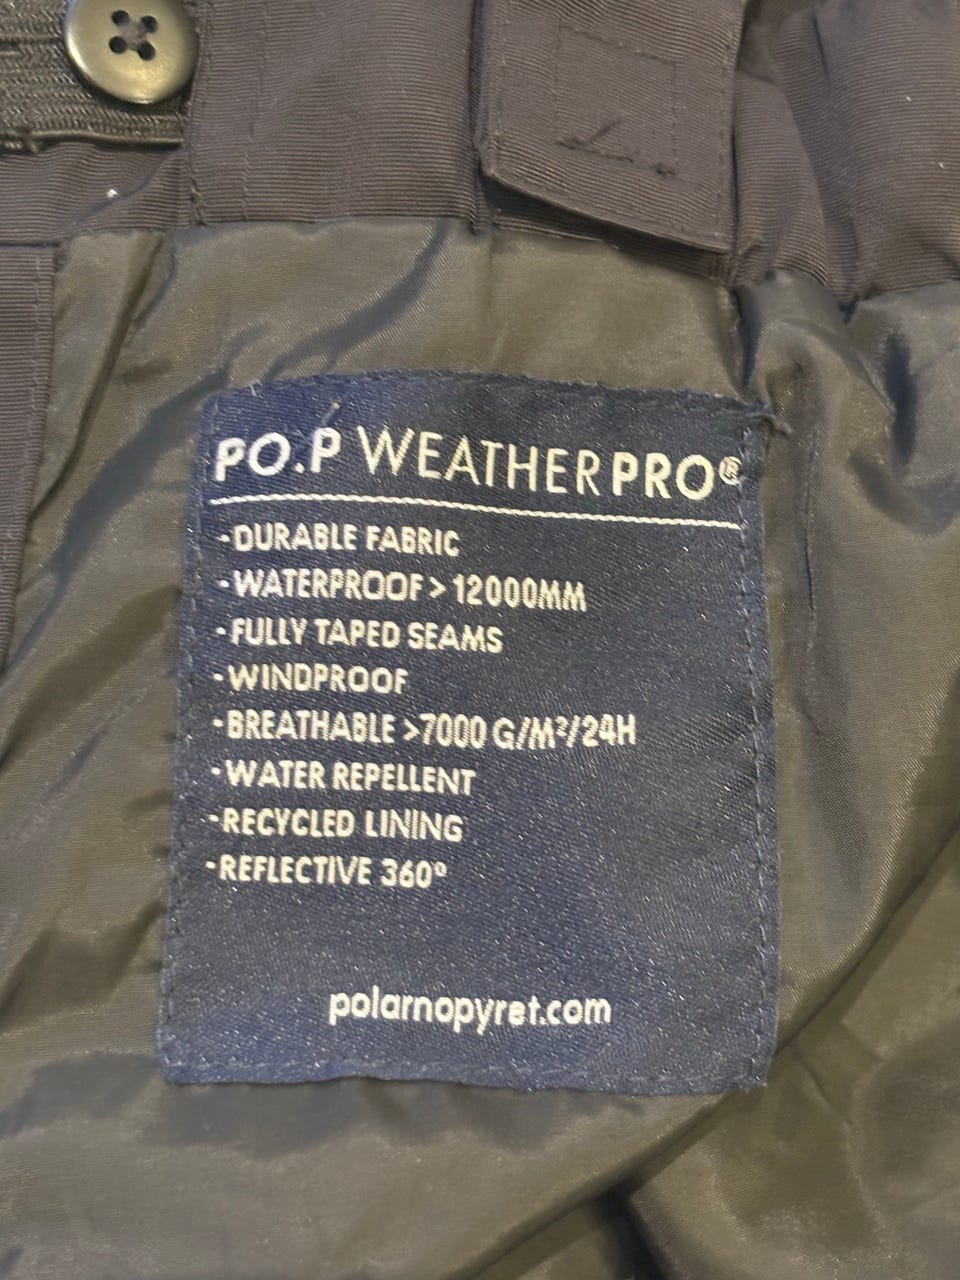 PO.P WEATHERPRO®
-DURABLE FABRIC
-WATERPROOF > 12000MM
-FULLY TAPED SEAMS
-WINDPROOF
-BREATHABLE >7000 G/M²/24H
-WATER REPELLENT
-RECYCLED LINING
-REFLECTIVE 360°
polarnopyret.com